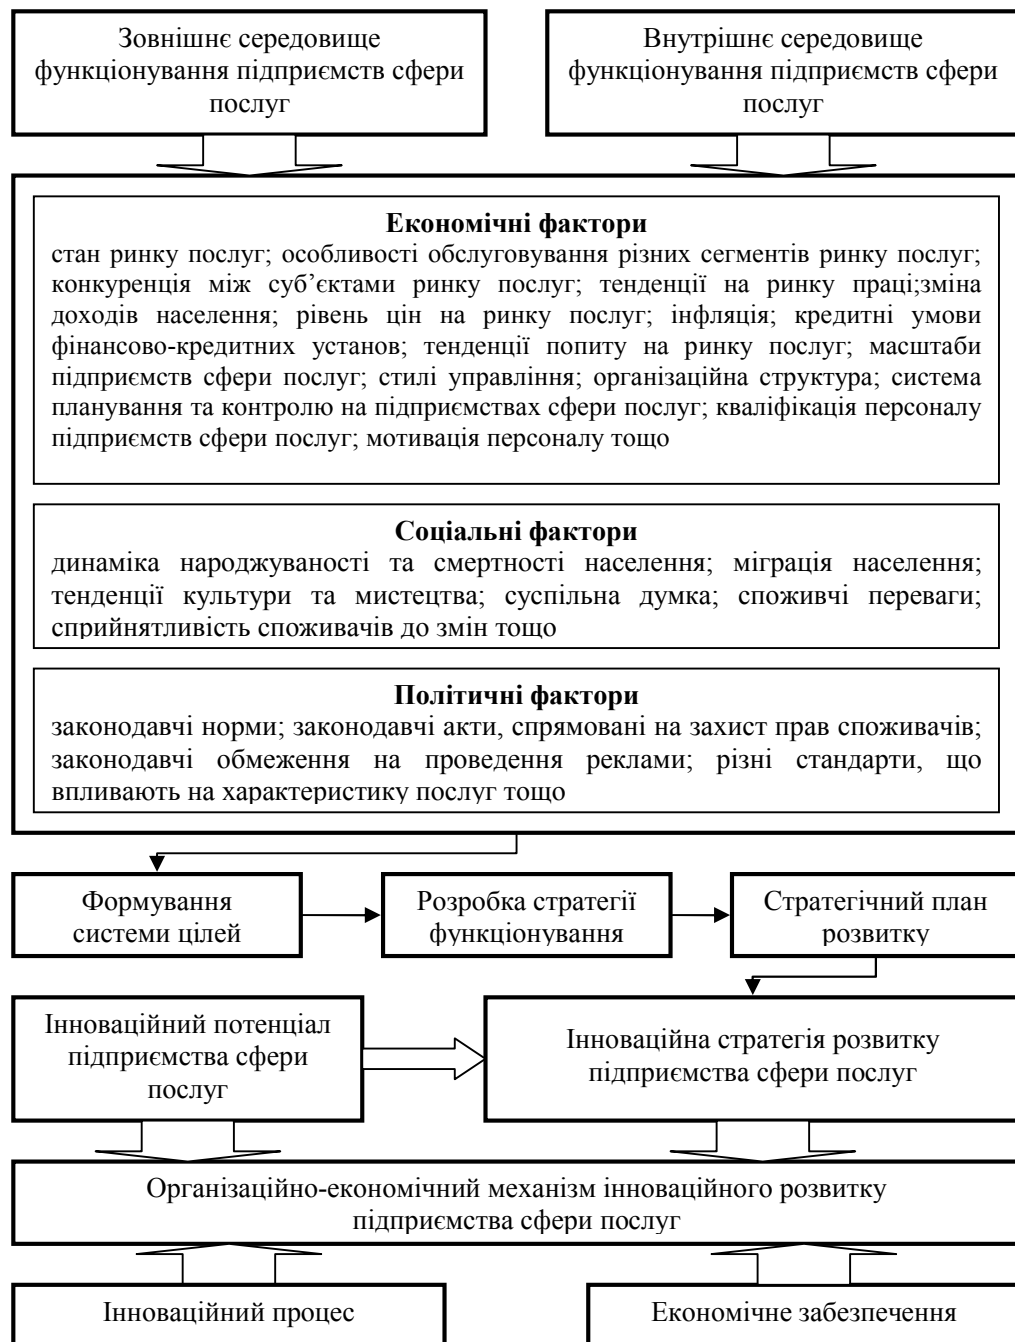 Зовнішнє середовище
функціонування підприємств сфери
послуг
Внутрішнє середовище
функціонування підприємств сфери
послуг
Економічні фактори
стан ринку послуг; особливості обслуговування різних сегментів ринку послуг;
конкуренція між суб’єктами ринку послуг; тенденції на ринку праці;зміна
доходів населення; рівень цін на ринку послуг; інфляція; кредитні умови
фінансово-кредитних установ; тенденції попиту на ринку послуг; масштаби
підприємств сфери послуг; стилі управління; організаційна структура; система
планування та контролю на підприємствах сфери послуг; кваліфікація персоналу
підприємств сфери послуг; мотивація персоналу тощо
Соціальні фактори
динаміка народжуваності та смертності населення; міграція населення;
тенденції культури та мистецтва; суспільна думка; споживчі переваги;
сприйнятливість споживачів до змін тощо
Політичні фактори
законодавчі норми; законодавчі акти, спрямовані на захист прав споживачів;
законодавчі обмеження на проведення реклами; різні стандарти, що
впливають на характеристику послуг тощо
Формування
системи цілей
Розробка стратегії
функціонування
Стратегічний план
розвитку
Інноваційний потенціал
підприємства сфери
послуг
Інноваційна стратегія розвитку
підприємства сфери послуг
Організаційно-економічний механізм інноваційного розвитку
підприємства сфери послуг
Інноваційний процес
Економічне забезпечення